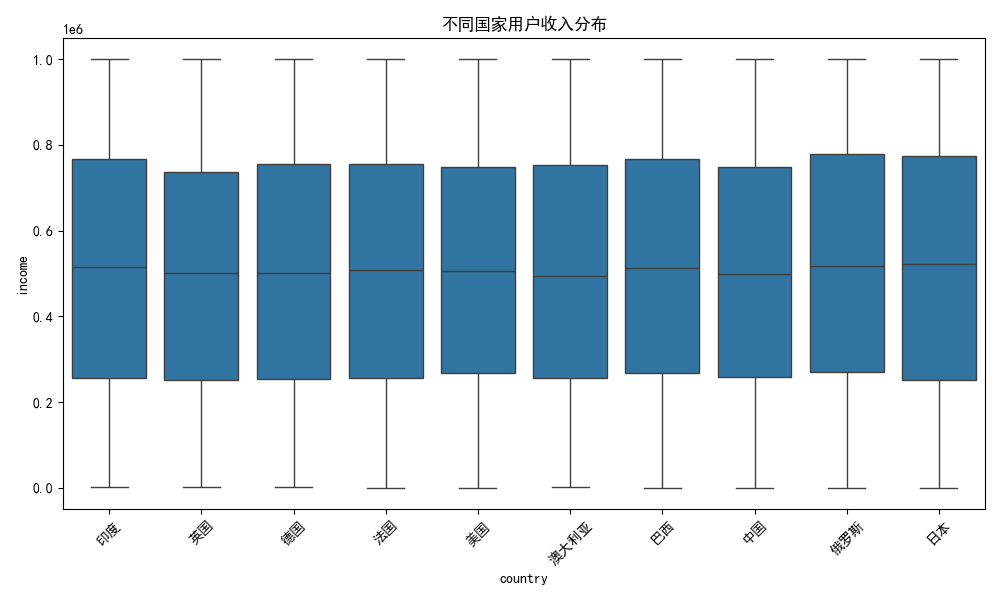 不同国家用户收入分布
1e6
1.0
0.8
0.6
0.4
0.2
0.0
income
印度
英国
德国
法国
美国
澳大利亚
巴西
中国
俄罗斯
日本
country